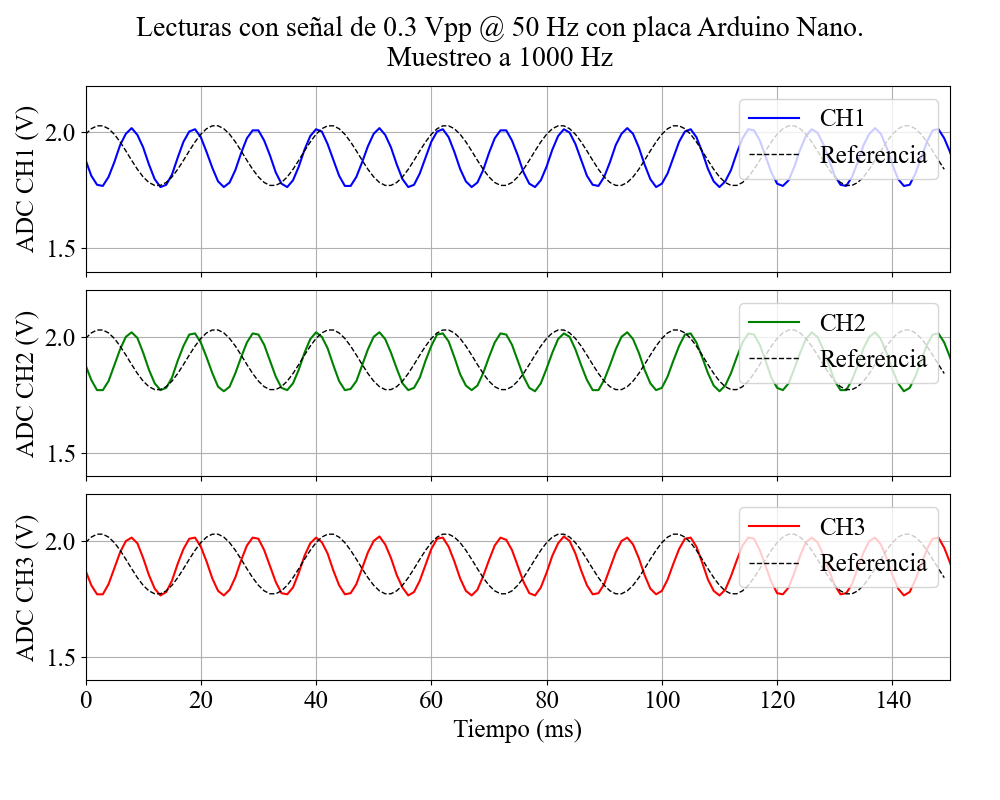 Lecturas con señal de 0.3 Vpp @ 50 Hz con placa Arduino Nano.
Muestreo a 1000 Hz
ADC CH1 (V)
2.0
1.5
CH1
Referencia
ADC CH2 (V)
2.0
1.5
CH2
Referencia
ADC CH3 (V)
2.0
1.5
CH3
Referencia
0 20 40 60 80 100 120 140
Tiempo (ms)